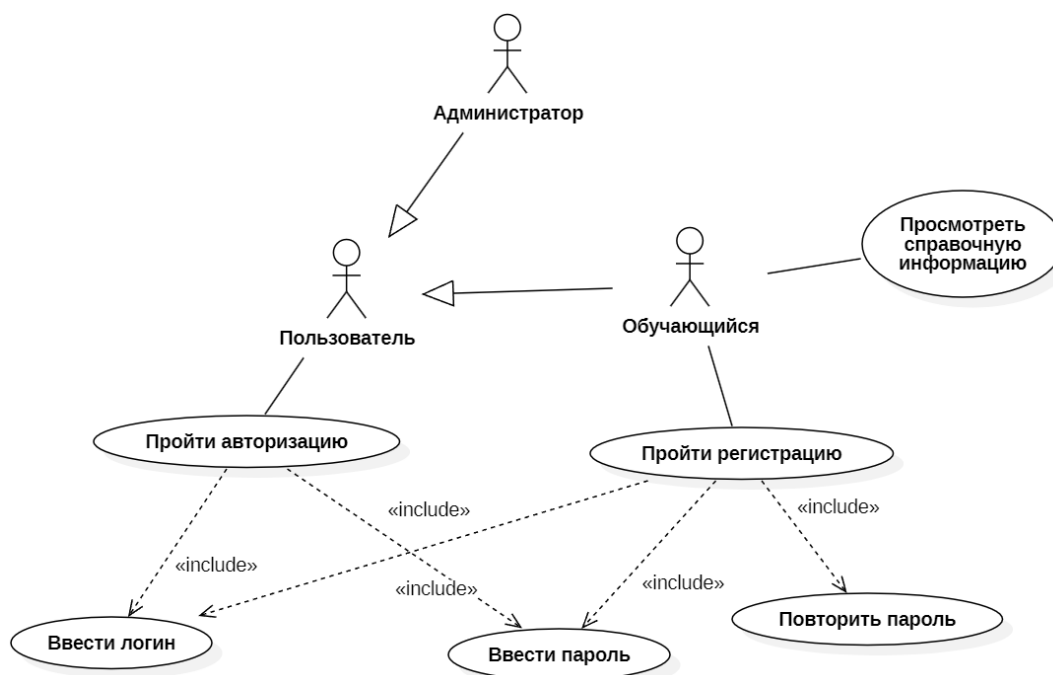 Администратор
Просмотреть
справочную
информацию
Обучающийся
Пользователь
Пройти авторизацию
Пройти регистрацию
«include»
«include»
«include»
«include»
«include»
Повторить пароль
Ввести логин
Ввести пароль